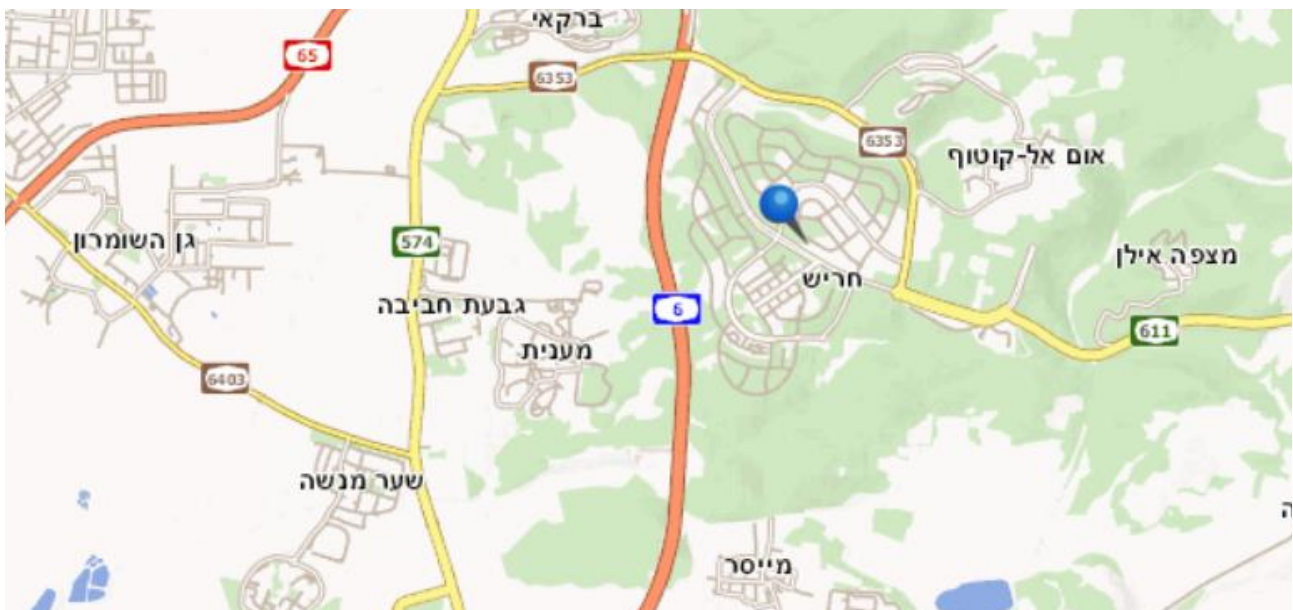 ברקאי
65
6353
6353
אום אל-קוטוף
574
גן השומרון
מצפה אילן
חריש
גבעת חביבה
6
611
מענית
6403
שער מנשה
מייסר